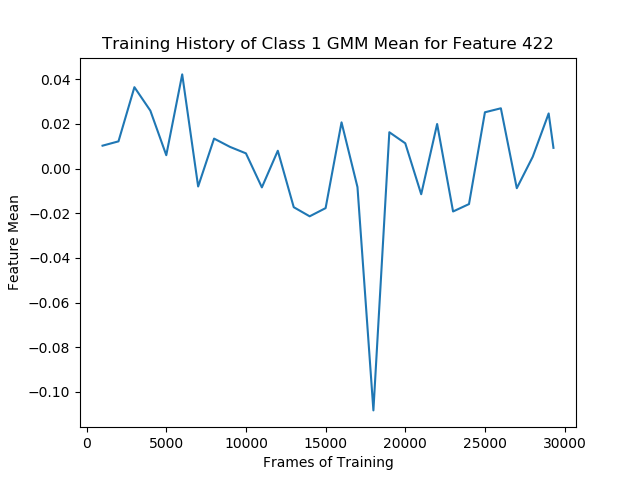 Training History of Class 1 GMM Mean for Feature 422
0.04
0.02
0.00
−0.02
−0.04
−0.06
−0.08
−0.10
Feature Mean
0 5000 10000 15000 20000 25000 30000
Frames of Training